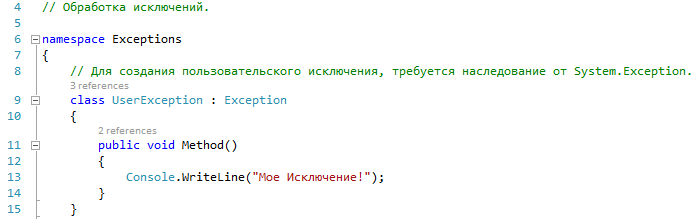 4 // Обработка исключений.
5
6 namespace Exceptions
7 {
8 // Для создания пользовательского исключения, требуется наследование от System.Exception.
3 references
9 class UserException : Exception
10 {
2 references
11 public void Method()
12 {
13 Console.WriteLine("Мое Исключение!");
14 }
15 }